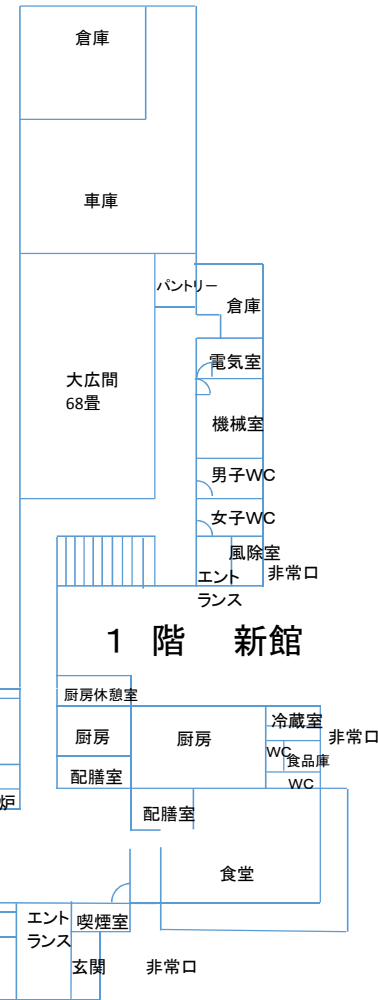 倉庫
車庫
パントリー
倉庫
電気室
大広間
68畳
機械室
男子WC
女子WC
風除室
エント
ランス
非常口
1 階 新館
厨房休憩室
冷蔵室
厨房
厨房
非常口
WC
食品庫
配膳室
WC
炉
配膳室
食堂
エント
ランス
喫煙室
玄関
非常口